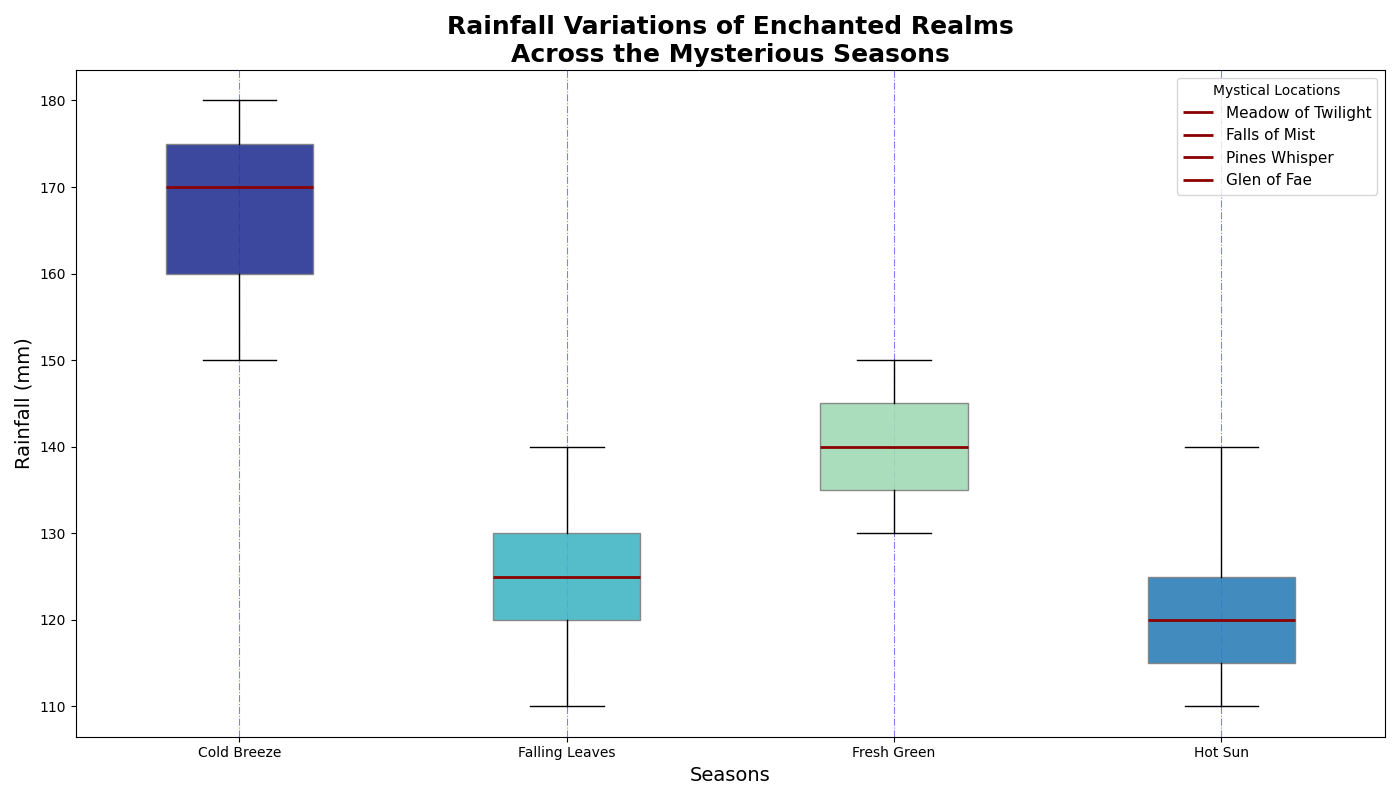 Rainfall Variations of Enchanted Realms
Across the Mysterious Seasons
Mystical Locations
Meadow of Twilight
Falls of Mist
Pines Whisper
Glen of Fae
Rainfall (mm)
180
170
160
150
140
130
120
110
Cold Breeze
Falling Leaves
Fresh Green
Hot Sun
Seasons